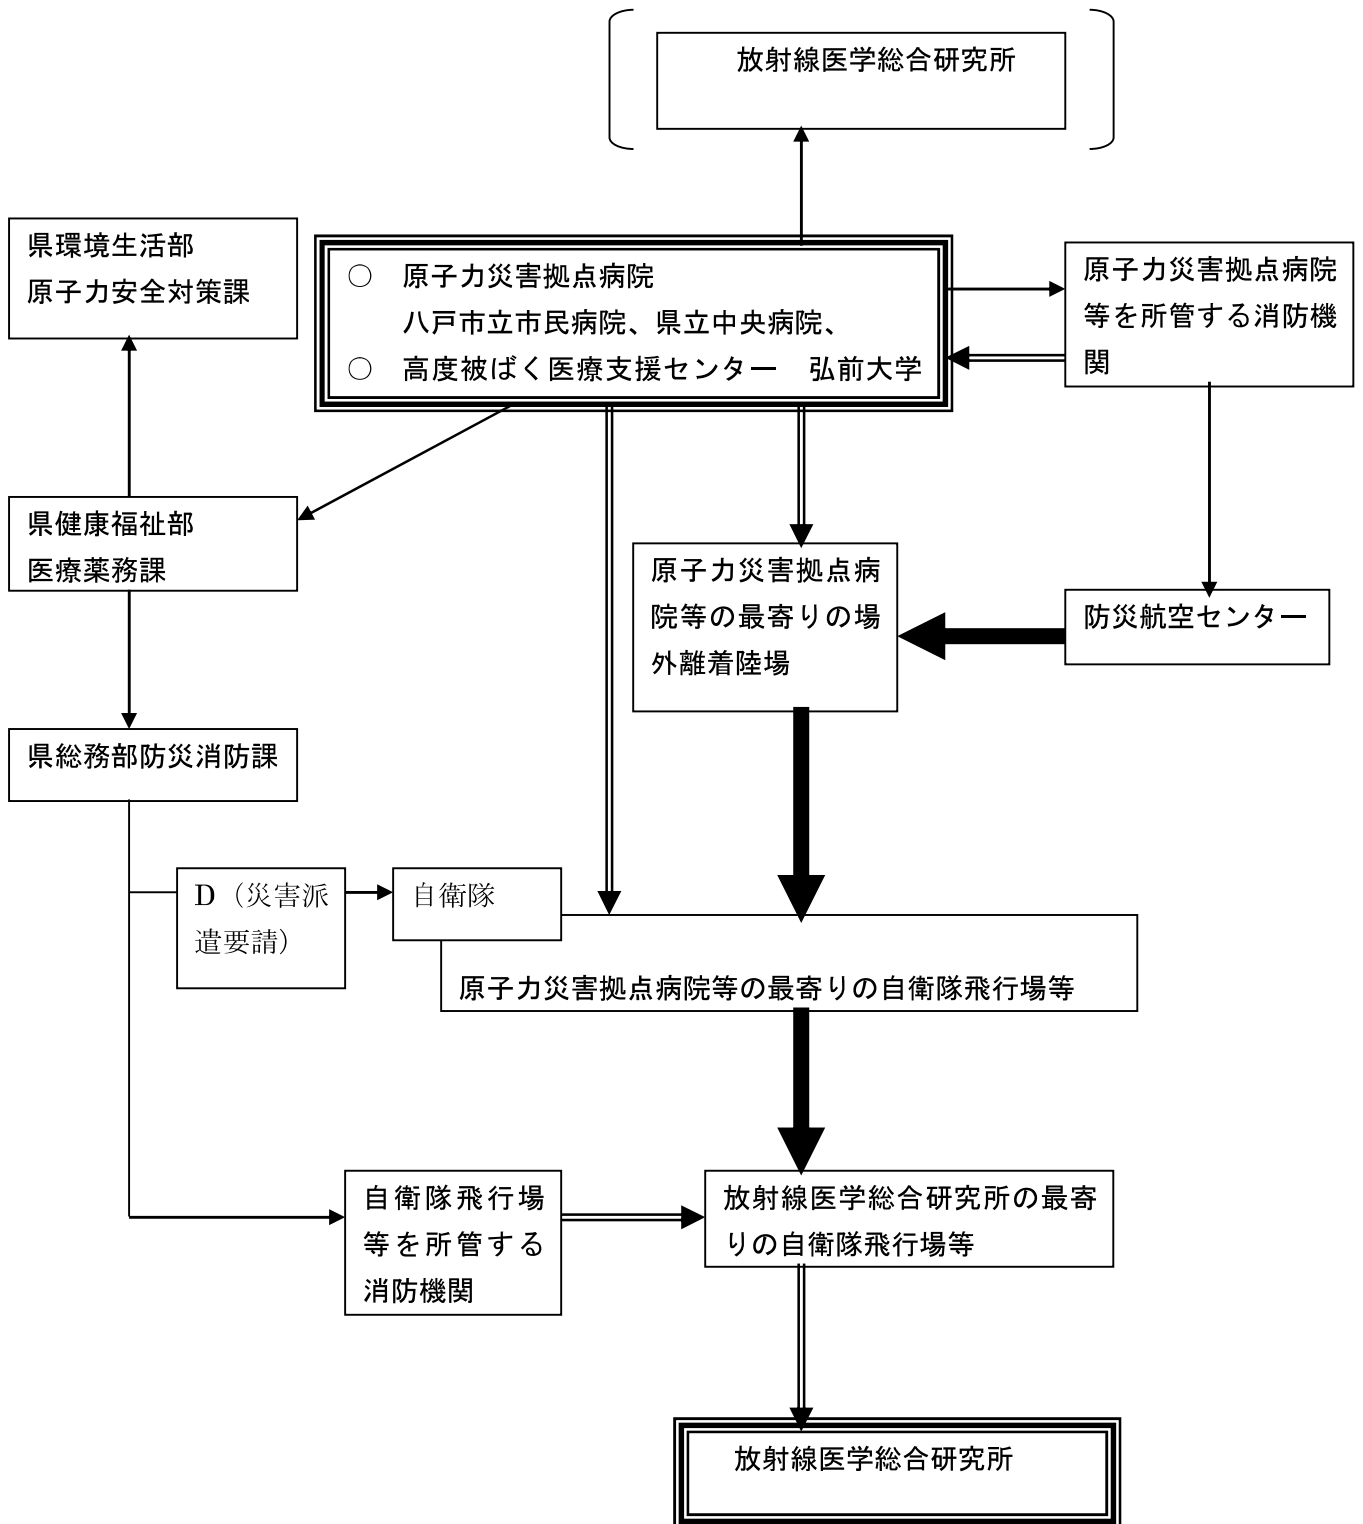 放射線医学総合研究所
県環境生活部
原子力安全対策課
○　原子力災害拠点病院
八戸市立市民病院、県立中央病院、
○　高度被ばく医療支援センター　弘前大学
原子力災害拠点病院
等を所管する消防機
関
県健康福祉部
医療薬務課
原子力災害拠点病
院等の最寄りの場
外離着陸場
防災航空センター
県総務部防災消防課
D（災害派
遣要請）
自衛隊
原子力災害拠点病院等の最寄りの自衛隊飛行場等
自衛隊飛行場
等を所管する
消防機関
放射線医学総合研究所の最寄
りの自衛隊飛行場等
放射線医学総合研究所